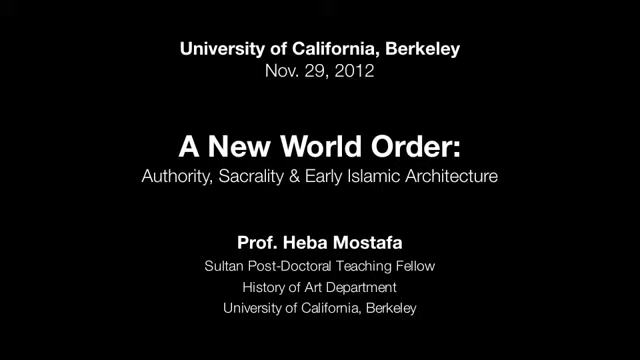 University of California, Berkeley
Nov. 29, 2012
A New World Order:
Authority, Sacrality & Early Islamic Architecture
Prof. Heba Mostafa
Sultan Post-Doctoral Teaching Fellow
History of Art Department
University of California, Berkeley